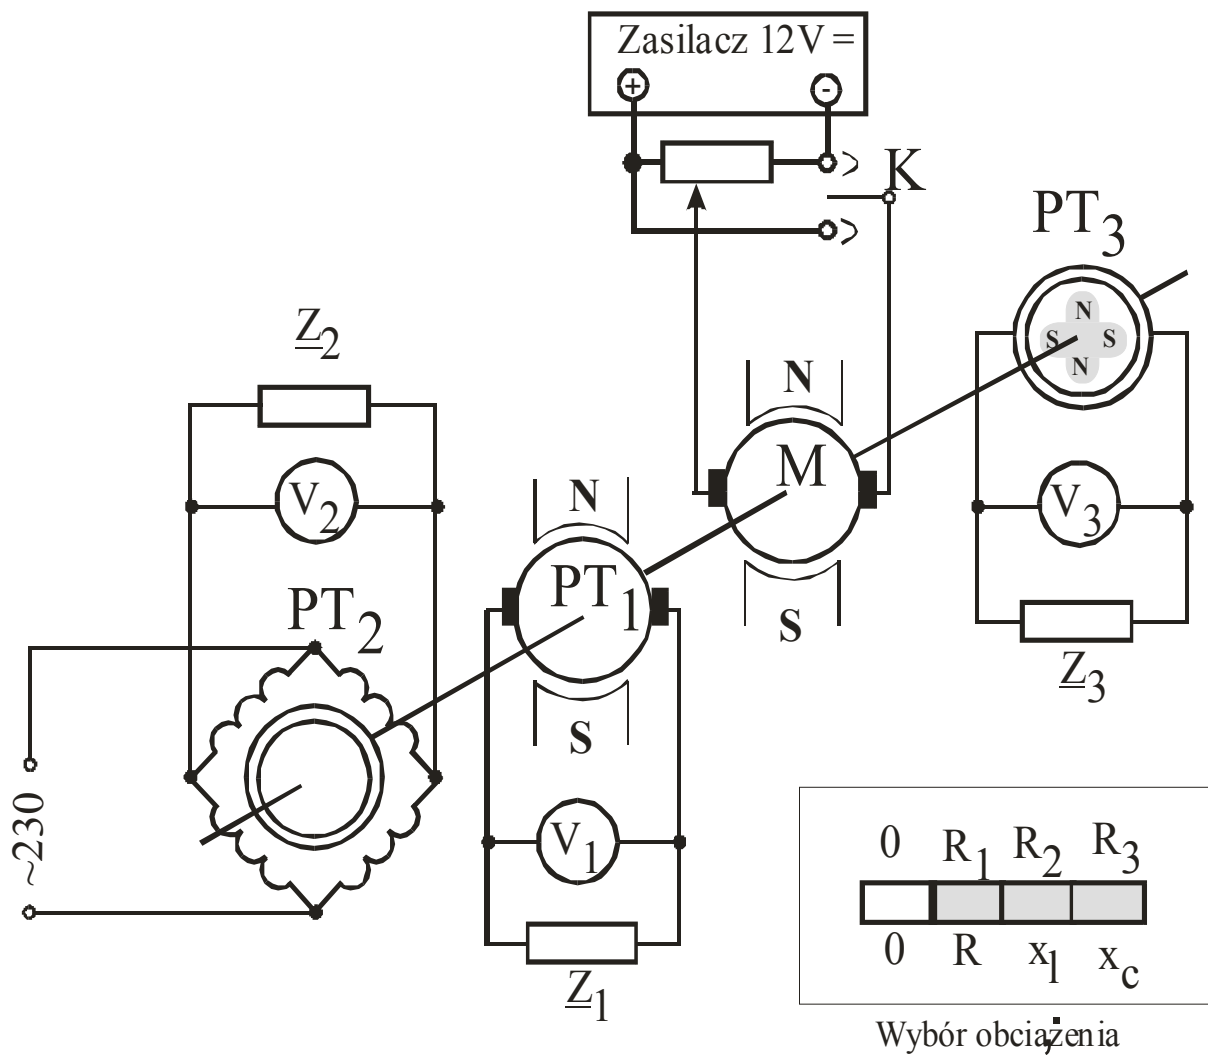 Zasilacz 12V =
+ -
K
PT3
N
S S
N
Z2
N
M
V2
N
V3
PT1
S
PT2
Z3
S
~230
V1
0 R1 R2 R3
0 R xl xc
Z1
Wybór obciążenia